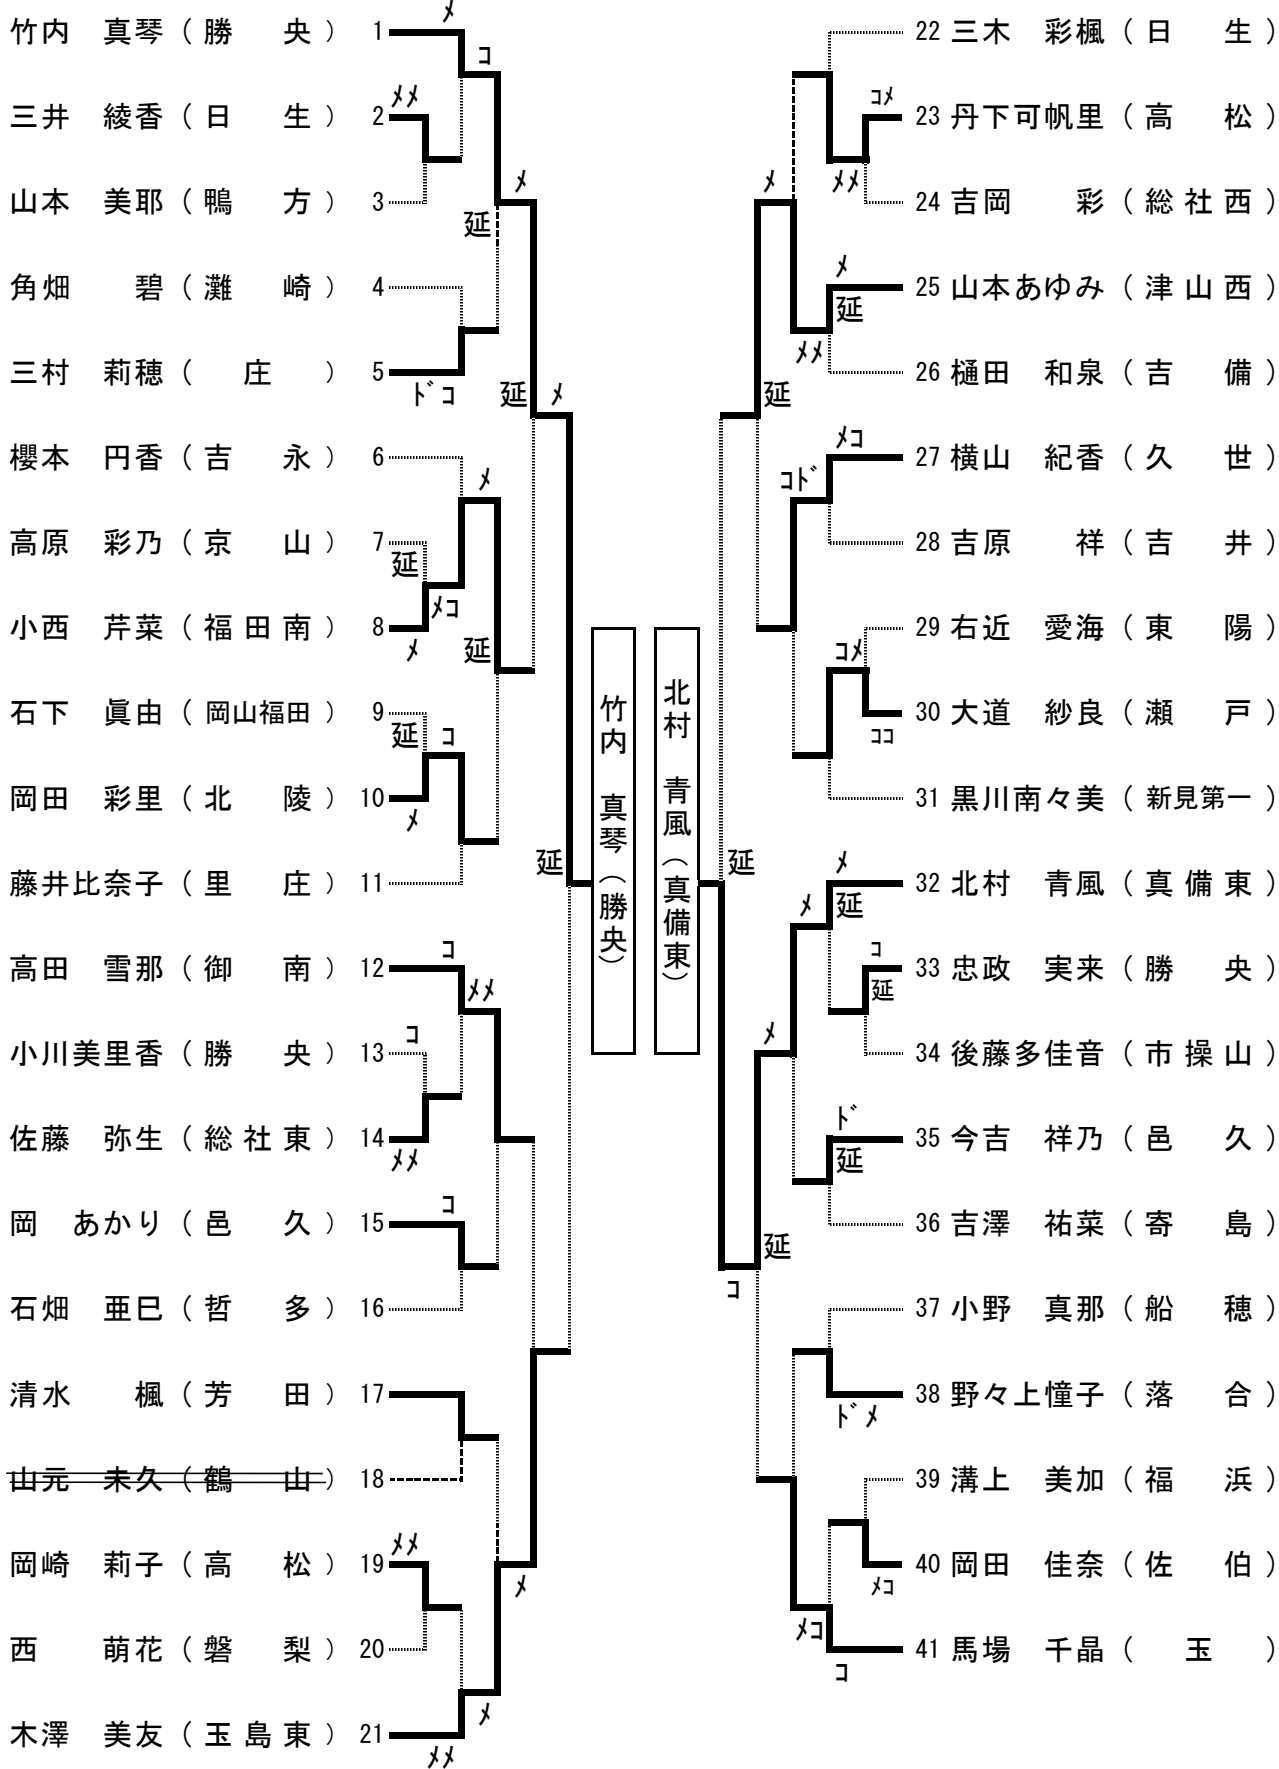 竹内 真琴（勝 央） 1
三井 綾香（日 生） 2
山本 美耶（鴨 方） 3
角畑 碧（灘 崎） 4
三村 莉穂（ 庄 ） 5
櫻本 円香（吉 永） 6
高原 彩乃（京 山） 7
小西 芹菜（福田南） 8
石下 眞由（岡山福田） 9
岡田 彩里（北 陵） 10
藤井比奈子（里 庄） 11
高田 雪那（御 南） 12
小川美里香（勝 央） 13
佐藤 弥生（総社東） 14
岡 あかり（邑 久） 15
石畑 亜巳（哲 多） 16
清水 楓（芳 田） 17
山元 未久（鶴 山） 18
岡崎 莉子（高 松） 19
西 萌花（磐 梨） 20
木澤 美友（玉島東） 21
ﾒ
ｺ
ﾒﾒ
ﾒ
延
ﾄﾞｺ
延
ﾒ
ﾒ
延
ﾒｺ
ﾒ
延
延
ｺ
ﾒ
延
ｺ
ﾒﾒ
ｺ
ﾒﾒ
ｺ
ﾒﾒ
ﾒ
ﾒ
ﾒﾒ
竹内 真琴（勝央）
北村 青風（真備東）
22 三木 彩楓（日 生）
23 丹下可帆里（高 松）
24 吉岡 彩（総社西）
25 山本あゆみ（津山西）
26 樋田 和泉（吉 備）
27 横山 紀香（久 世）
28 吉原 祥（吉 井）
29 右近 愛海（東 陽）
30 大道 紗良（瀬 戸）
31 黒川南々美（新見第一）
32 北村 青風（真備東）
33 忠政 実来（勝 央）
34 後藤多佳音（市操山）
35 今吉 祥乃（邑 久）
36 吉澤 祐菜（寄 島）
37 小野 真那（船 穂）
38 野々上憧子（落 合）
39 溝上 美加（福 浜）
40 岡田 佳奈（佐 伯）
41 馬場 千晶（ 玉 ）
ｺﾒ
ﾒ
ﾒﾒ
ﾒ
延
ﾒﾒ
延
ﾒｺ
ｺﾄﾞ
ｺﾒ
ｺｺ
延
ﾒ
延
ﾒ
ｺ
延
ﾒ
ﾄﾞ
延
延
ｺ
ﾄﾞﾒ
ﾒｺ
ﾒｺ
ｺ